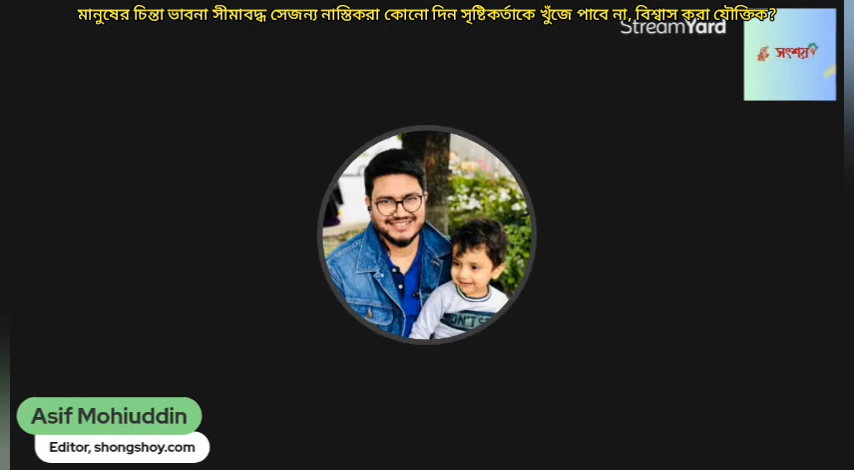 মানুষের চিন্তা ভাবনা সীমাবদ্ধ সেজন্য নাস্তিকরা কোনো দিন সৃষ্টিকর্তাকে খুঁজে পাবে না, বিশ্বাস করা যৌক্তিক?
StreamYard
সংশয়
Asif Mohiuddin
Editor, shongshoy.com